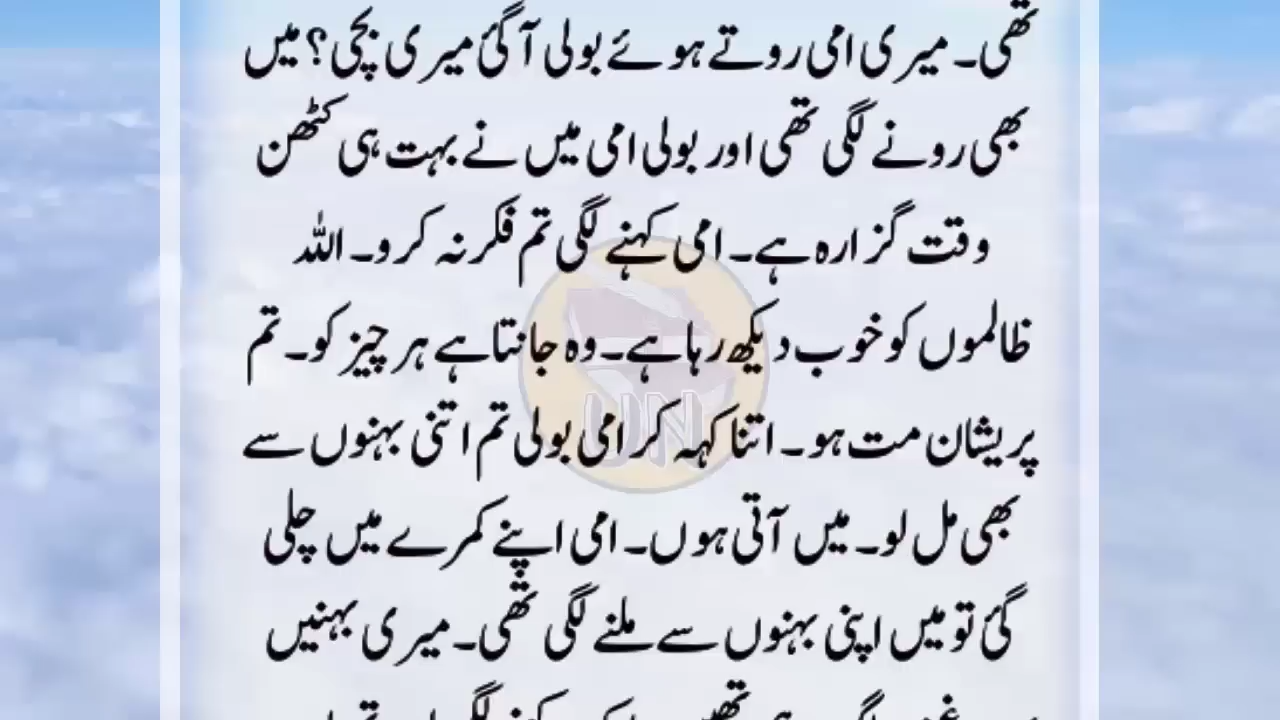 تھی۔ میری امی روتے ہوئے بولی آ گئ میری بچی؟ میں
بھی رونے لگی تھی اور بولی امی میں نے بہت ہی کٹھن
وقت گزارہ ہے۔ امی کہنے لگی تم فکر نہ کرو۔ اللہ
ظالموں کو خوب دیکھ رہا ہے۔ وہ جانتا ہے ہر چیز کو۔ تم
پریشان مت ہو۔ اتنا کہہ کر امی بولی تم اتنی بہنوں سے
بھی مل لو۔ میں آتی ہوں۔ امی اپنے کمرے میں چلی
گئ تو میں اپنی بہنوں سے ملنے لگی تھی۔ میری بہنیں
UN